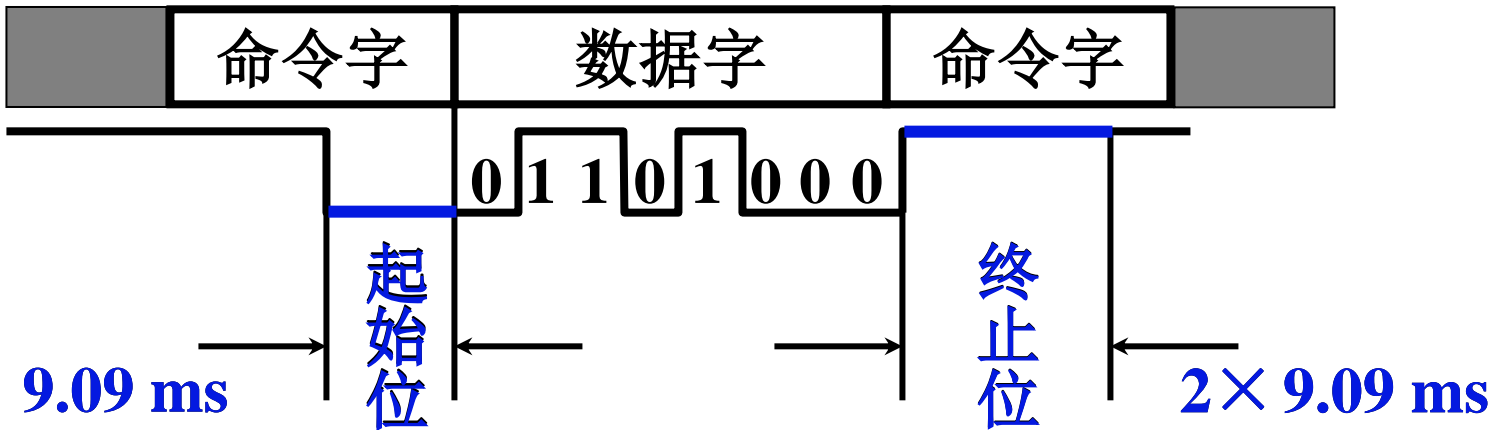 命令字 数据字 命令字
0 1 1 0 1 0 0 0
起始位
终止位
9.09 ms
2× 9.09 ms